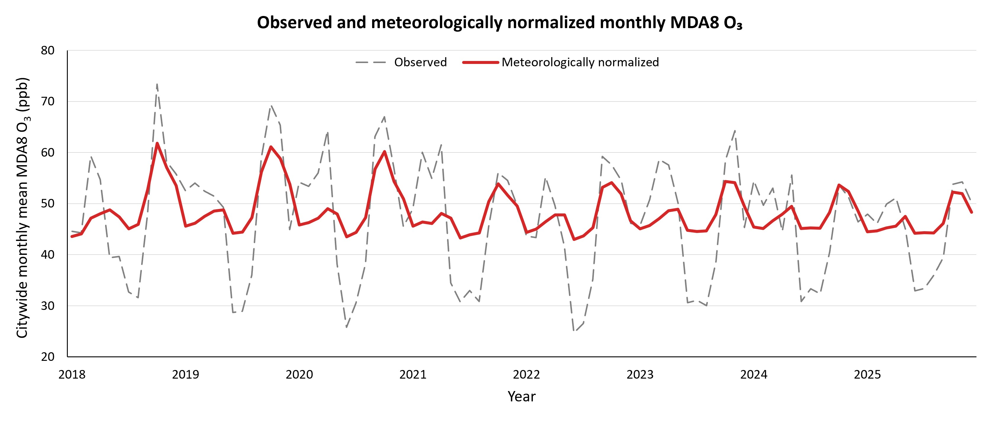 Observed and meteorologically normalized monthly MDA8 O₃
Observed
Meteorologically normalized
Citywide monthly mean MDA8 O₃ (ppb)
80
70
60
50
40
30
20
2018 2019 2020 2021 2022 2023 2024 2025
Year